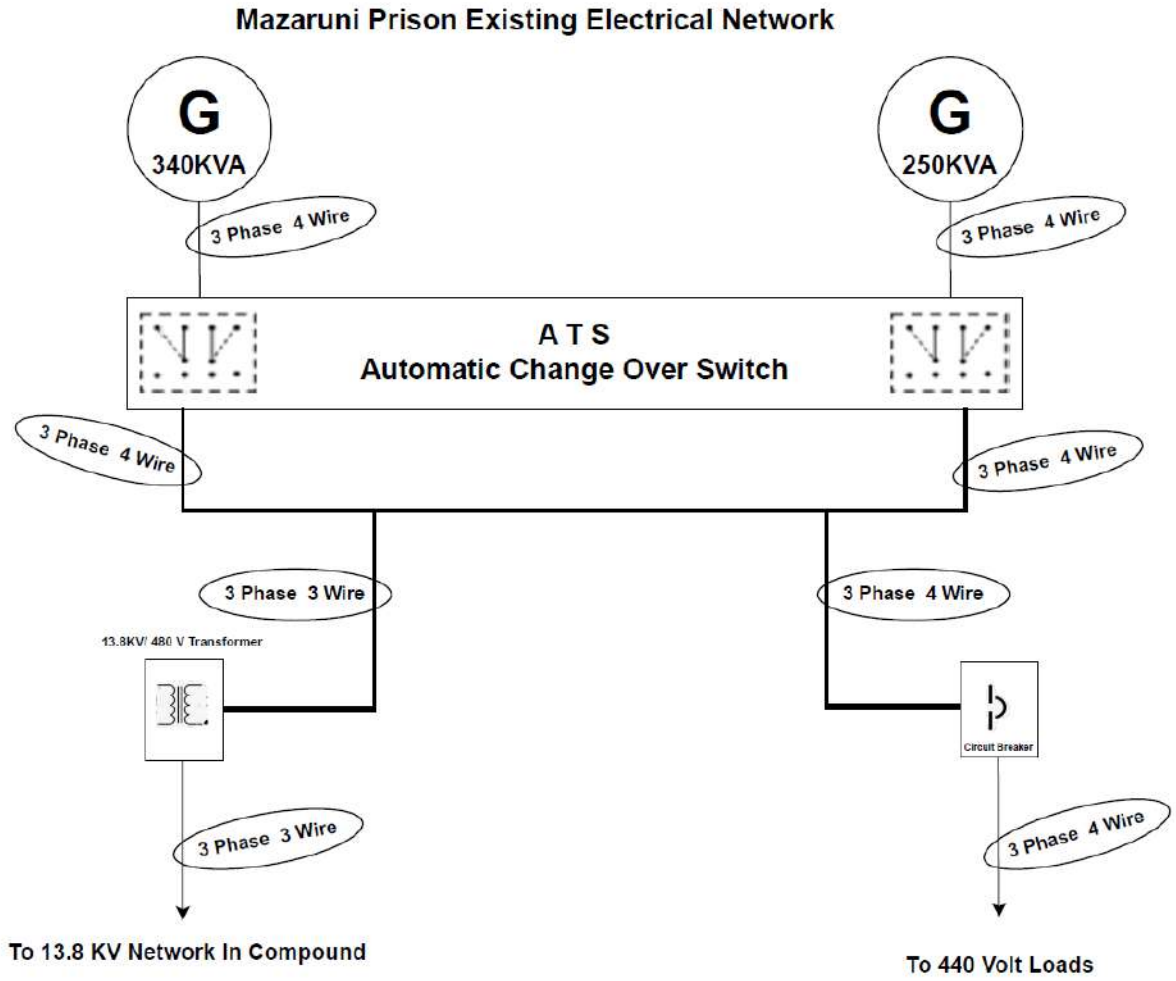 Mazaruni Prison Existing Electrical Network
G
340KVA
G
250KVA
3 Phase 4 Wire
3 Phase 4 Wire
A T S
Automatic Change Over Switch
3 Phase 4 Wire
3 Phase 4 Wire
3 Phase 3 Wire
3 Phase 4 Wire
13.8KV/ 480 V Transformer
Circuit Breaker
3 Phase 3 Wire
3 Phase 4 Wire
To 13.8 KV Network In Compound
To 440 Volt Loads